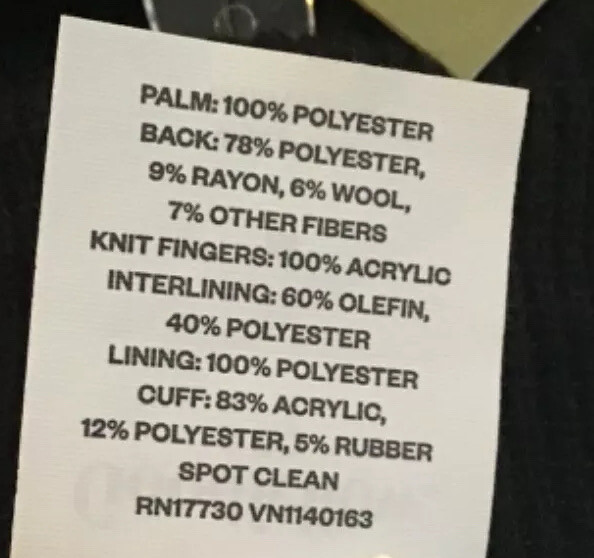 PALM: 100% POLYESTER
BACK: 78% POLYESTER,
9% RAYON, 6% WOOL,
7% OTHER FIBERS
KNIT FINGERS: 100% ACRYLIC
INTERLINING: 60% OLEFIN,
40% POLYESTER
LINING: 100% POLYESTER
CUFF: 83% ACRYLIC,
12% POLYESTER, 5% RUBBER
SPOT CLEAN
RN17730 VN1140163